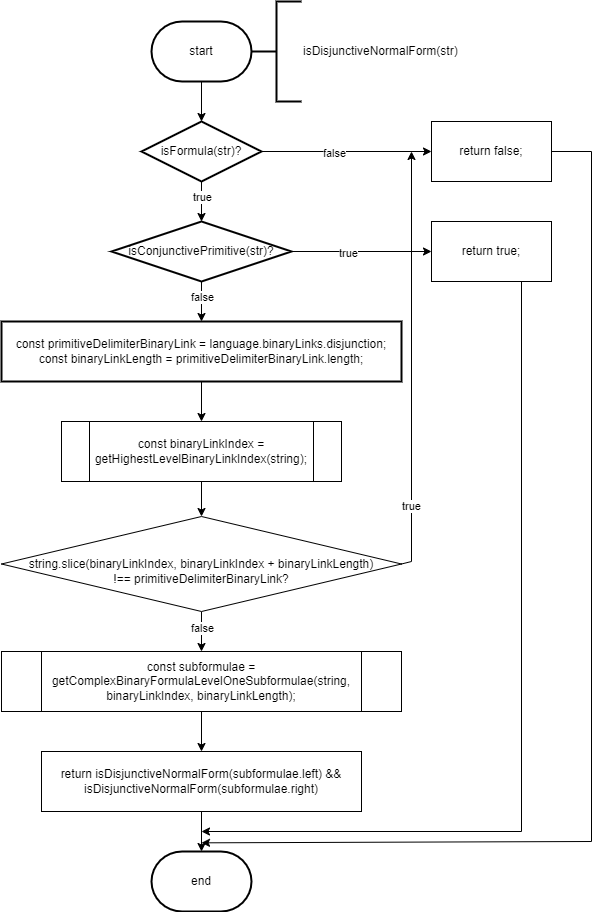 start
isDisjunctiveNormalForm(str)
isFormula(str)?
false
return false;
true
isConjunctivePrimitive(str)?
true
return true;
false
const primitiveDelimiterBinaryLink = language.binaryLinks.disjunction;
const binaryLinkLength = primitiveDelimiterBinaryLink.length;
const binaryLinkIndex =
getHighestLevelBinaryLinkIndex(string);
true
string.slice(binaryLinkIndex, binaryLinkIndex + binaryLinkLength)
!== primitiveDelimiterBinaryLink?
false
const subformulae =
getComplexBinaryFormulaLevelOneSubformulae(string,
binaryLinkIndex, binaryLinkLength);
return isDisjunctiveNormalForm(subformulae.left) &&
isDisjunctiveNormalForm(subformulae.right)
end